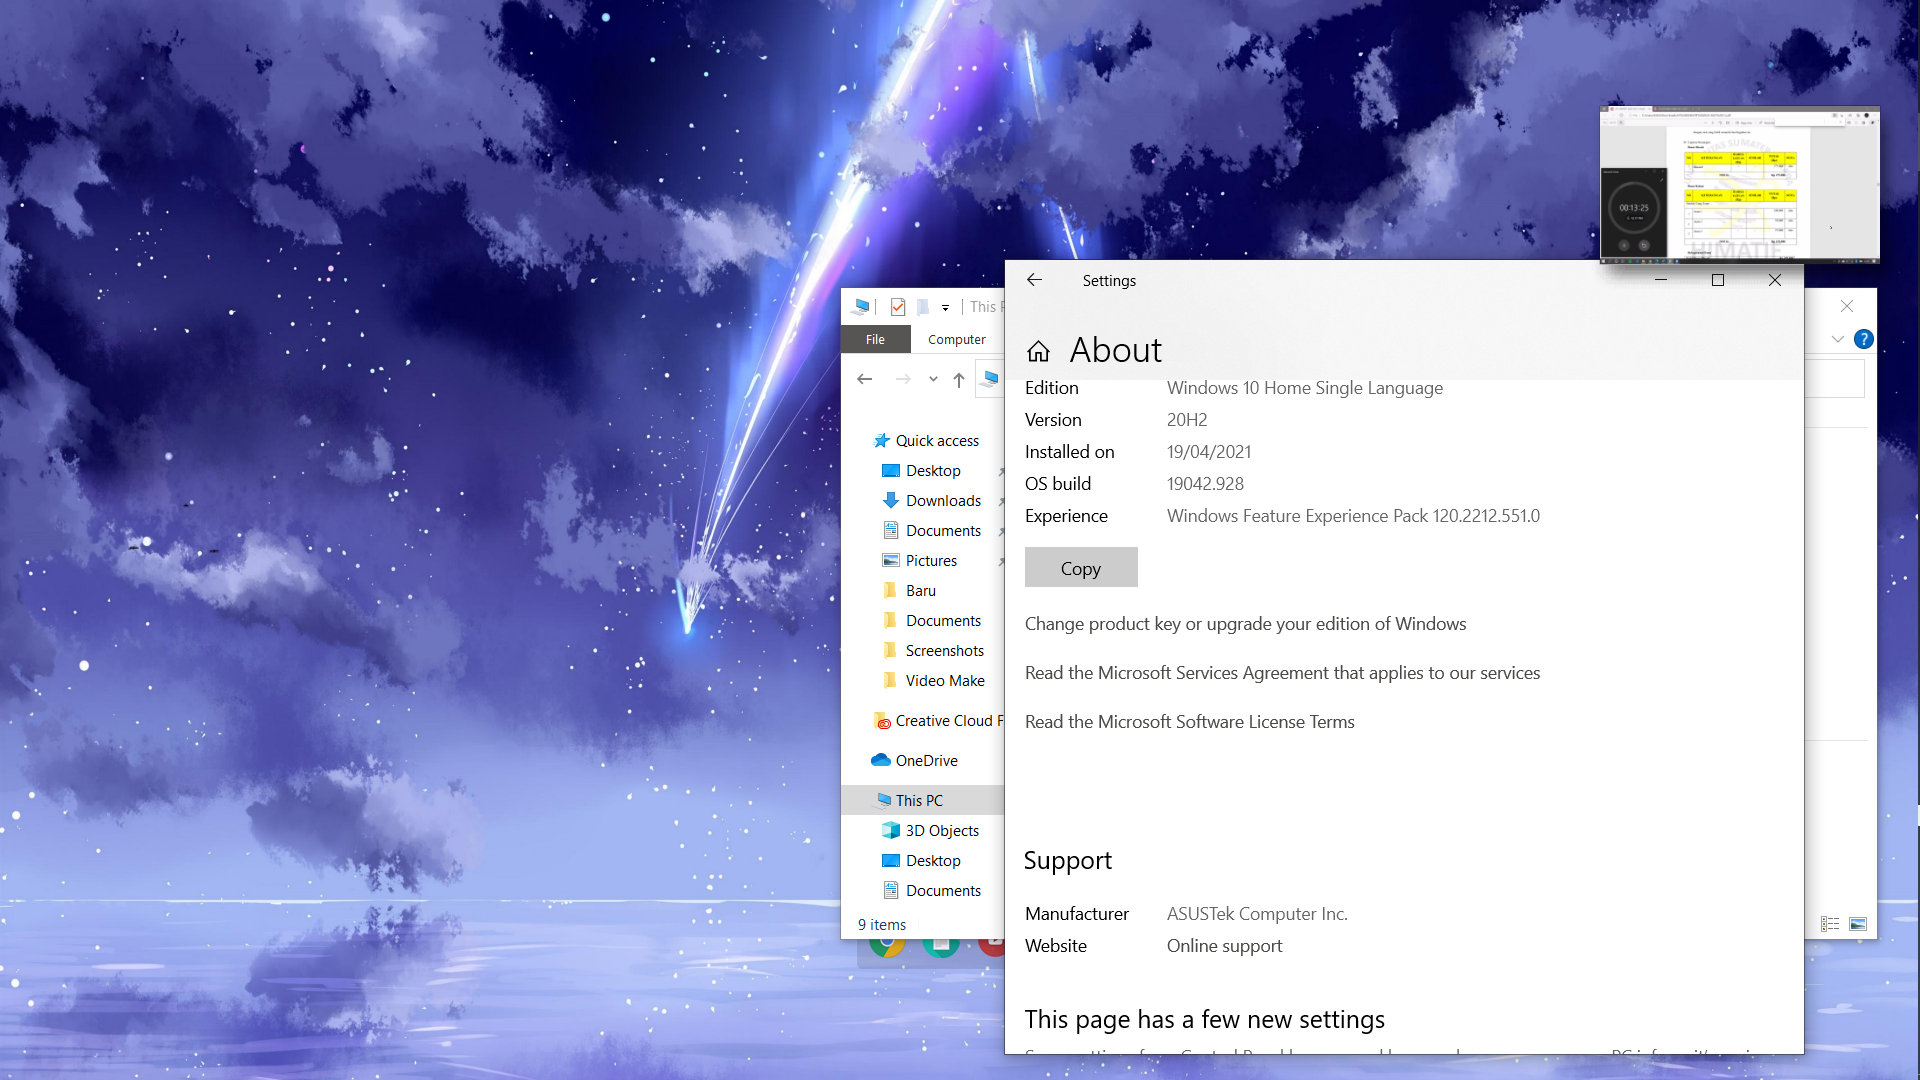 Settings
About
Edition Windows 10 Home Single Language
Version 20H2
Installed on 19/04/2021
OS build 19042.928
Experience Windows Feature Experience Pack 120.2212.551.0
Copy
Change product key or upgrade your edition of Windows
Read the Microsoft Services Agreement that applies to our services
Read the Microsoft Software License Terms
Support
Manufacturer ASUSTek Computer Inc.
Website Online support
This page has a few new settings
This
File Computer
Quick access
Desktop
Downloads
Documents
Pictures
Baru
Documents
Screenshots
Video Make
Creative Cloud F
OneDrive
This PC
3D Objects
Desktop
Documents
9 items
00:13:25